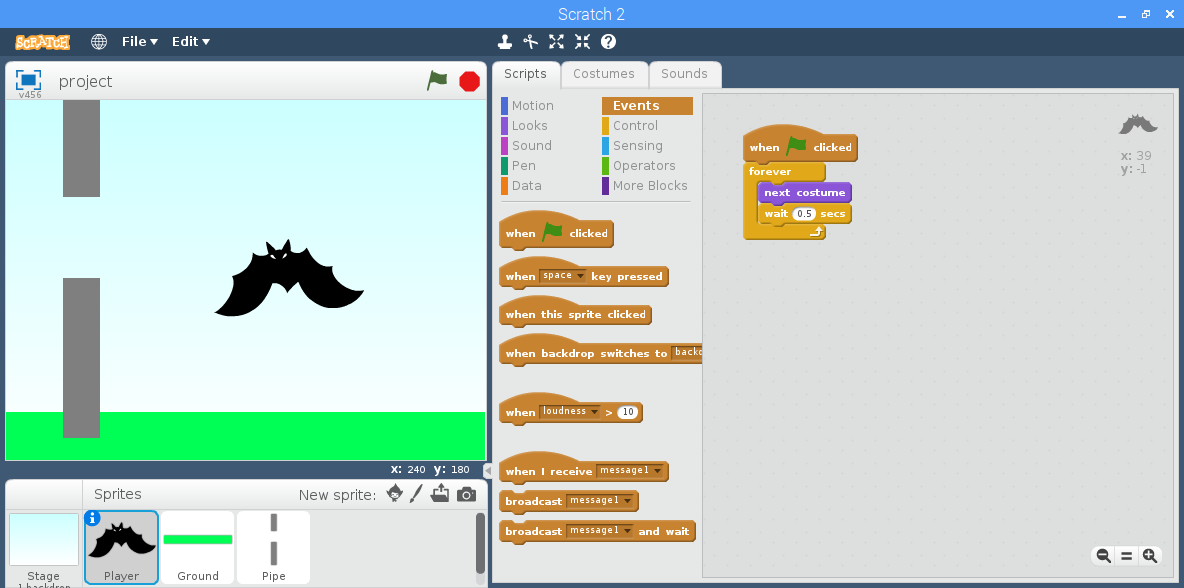 Scratch 2
SCRATCH File Edit
v456 project
Scripts Costumes Sounds
Motion Events
Looks Control
Sound Sensing
Pen Operators
Data More Blocks
when clicked
when space key pressed
when this sprite clicked
when backdrop switches to
when loudness > 10
when I receive message1
broadcast message1
broadcast message1 and wait
when clicked
forever
next costume
wait 0.5 secs
x: 39
y: -1
x: 240 y: 180
Sprites New sprite:
Stage
1 backdrop
Player
Ground
Pipe